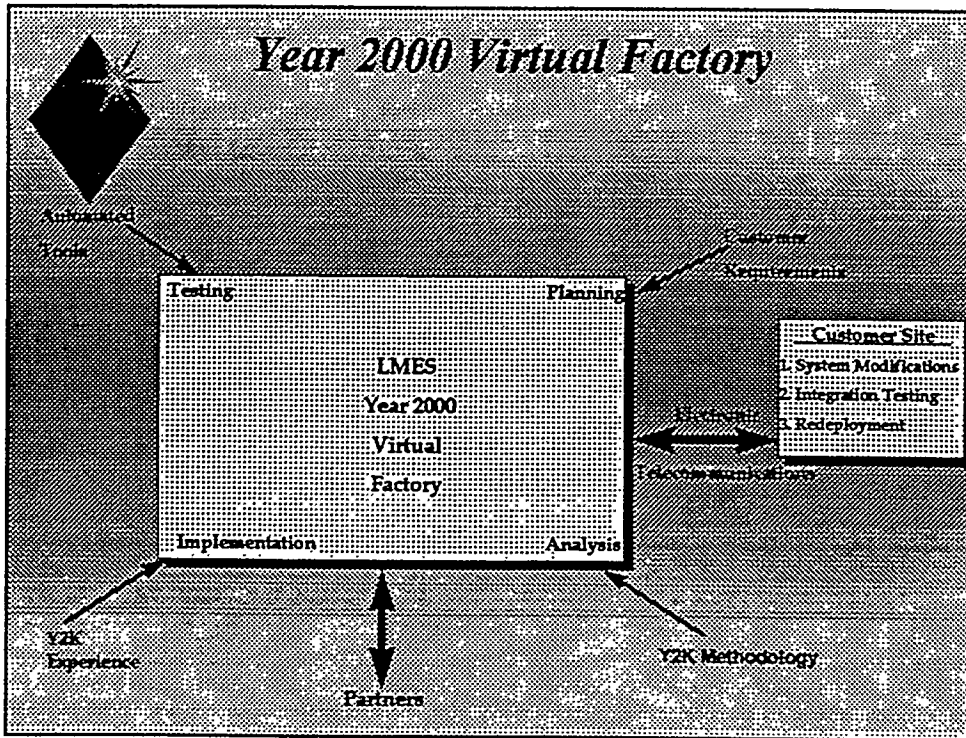 Year 2000 Virtual Factory
Automated
Tools
Customer
Requirements
Testing
Planning
LMES
Year 2000
Virtual
Factory
Implementation
Analysis
Customer Site
1. System Modifications
2. Integration Testing
3. Redeployment
Electronic
Telecommunications
Y2K
Experience
Partners
Y2K Methodology